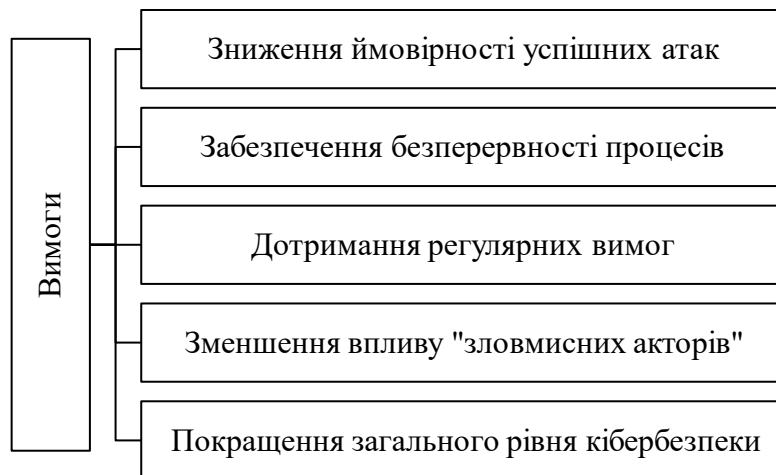 Вимоги
Зниження ймовірності успішних атак
Забезпечення безперервності процесів
Дотримання регулярних вимог
Зменшення впливу "зловмисних акторів"
Покращення загального рівня кібербезпеки